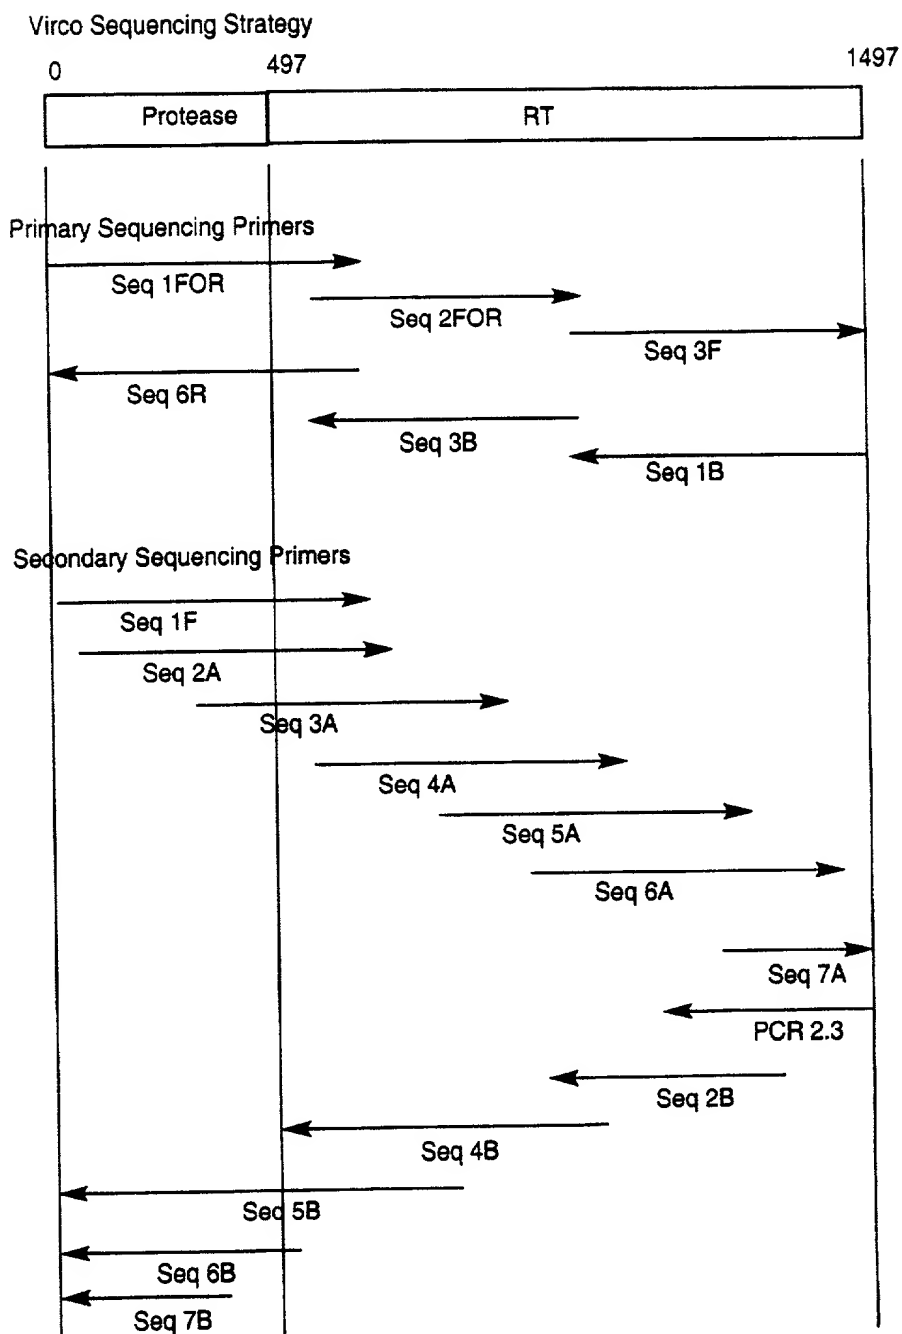 Virco Sequencing Strategy
0
497
1497
Protease
RT
Primary Sequencing Primers
Seq 1FOR
Seq 2FOR
Seq 3F
Seq 6R
Seq 3B
Seq 1B
Secondary Sequencing Primers
Seq 1F
Seq 2A
Seq 3A
Seq 4A
Seq 5A
Seq 6A
Seq 7A
PCR 2.3
Seq 2B
Seq 4B
Seq 5B
Seq 6B
Seq 7B